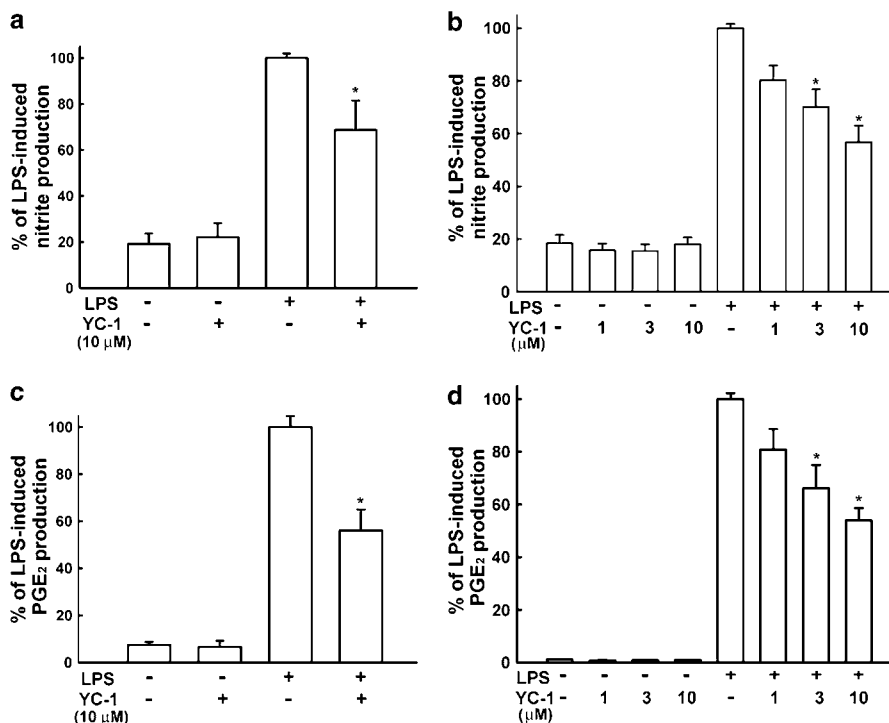 a
% of LPS-induced
nitrite production
100
80
60
40
20
0
*
LPS - - + +
YC-1 - + - +
(10 μM)
b
% of LPS-induced
nitrite production
100
80
60
40
20
0
* *
LPS - - - - + + + +
YC-1 - 1 3 10 - 1 3 10
(μM)
c
% of LPS-induced
PGE₂ production
100
80
60
40
20
0
*
LPS - - + +
YC-1 - + - +
(10 μM)
d
% of LPS-induced
PGE₂ production
100
80
60
40
20
0
* *
LPS - - - - + + + +
YC-1 - 1 3 10 - 1 3 10
(μM)